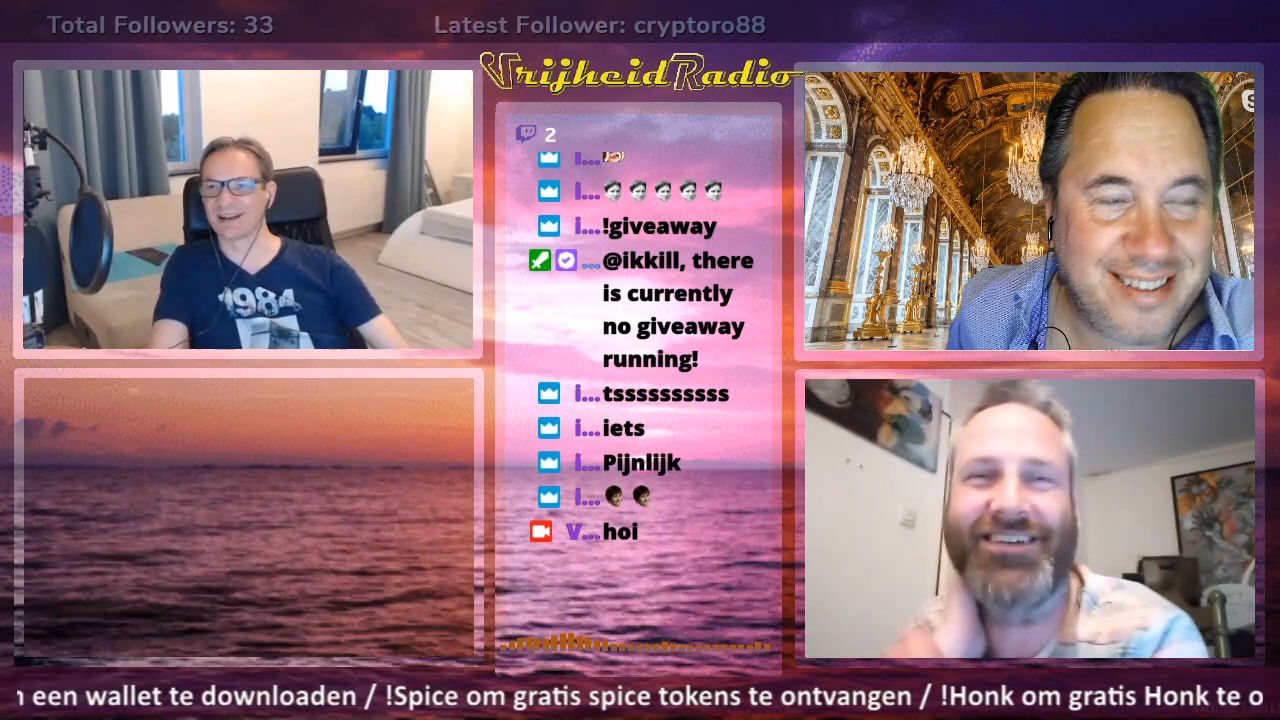 Total Followers: 33
Latest Follower: cryptoro88
VrijheidRadio
2
i...
i...
i...!giveaway
...@ikkill, there
is currently
no giveaway
running!
i...tssssssssss
i...iets
i...Pijnlijk
i...
V...hoi
1984
een wallet te downloaden / !Spice om gratis spice tokens te ontvangen / !Honk om gratis Honk te o